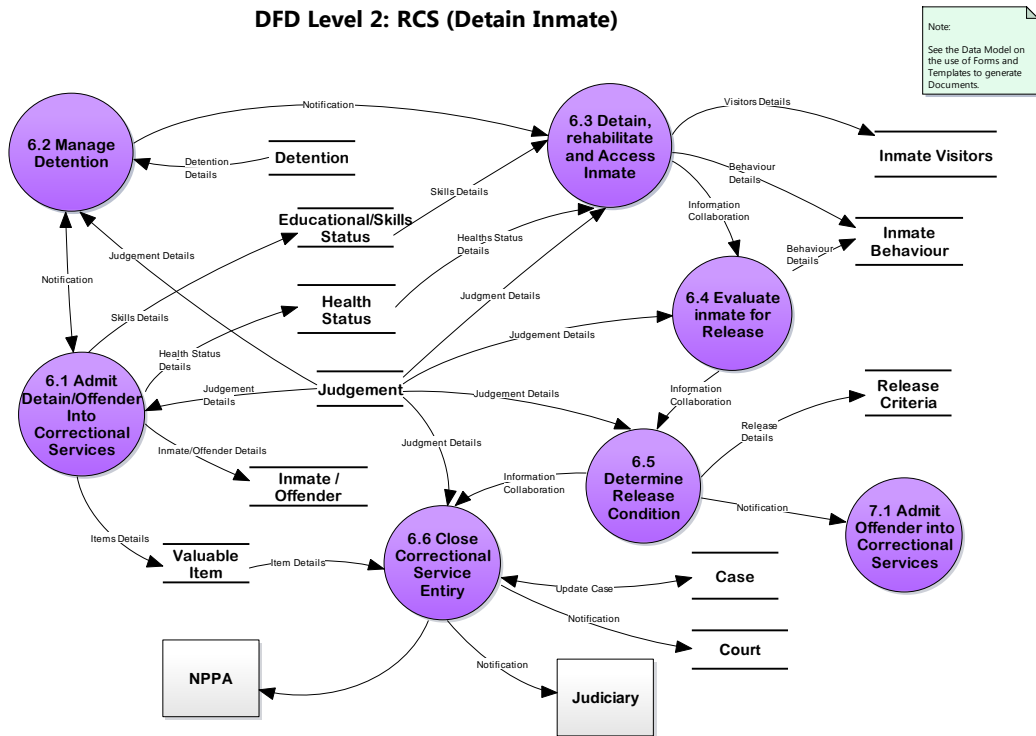 DFD Level 2: RCS (Detain Inmate)
Note:
See the Data Model on
the use of Forms and
Templates to generate
Documents.
Notification
Visitors Details
6.2 Manage
Detention
Detention
Details
Detention
6.3 Detain,
rehabilitate
and Access
Inmate
Inmate Visitors
Behaviour
Details
Skills Details
Information
Collaboration
Educational/Skills
Status
Healths Status
Details
Inmate
Behaviour
Behaviour
Details
Judgement Details
Notification
Health
Status
Judgment Details
6.4 Evaluate
inmate for
Release
Skills Details
Judgement Details
Health Status
Details
6.1 Admit
Detain/Offender
Into
Correctional
Services
Judgement
Details
Judgement
Judgement Details
Information
Collaboration
Release
Criteria
Release
Details
Judgment Details
Inmate/Offender Details
Inmate /
Offender
Information
Collaboration
6.5
Determine
Release
Condition
Notification
7.1 Admit
Offender into
Correctional
Services
Items Details
Valuable
Item
Item Details
6.6 Close
Correctional
Service
Entiry
Update Case
Case
Notification
Court
NPPA
Notification
Judiciary